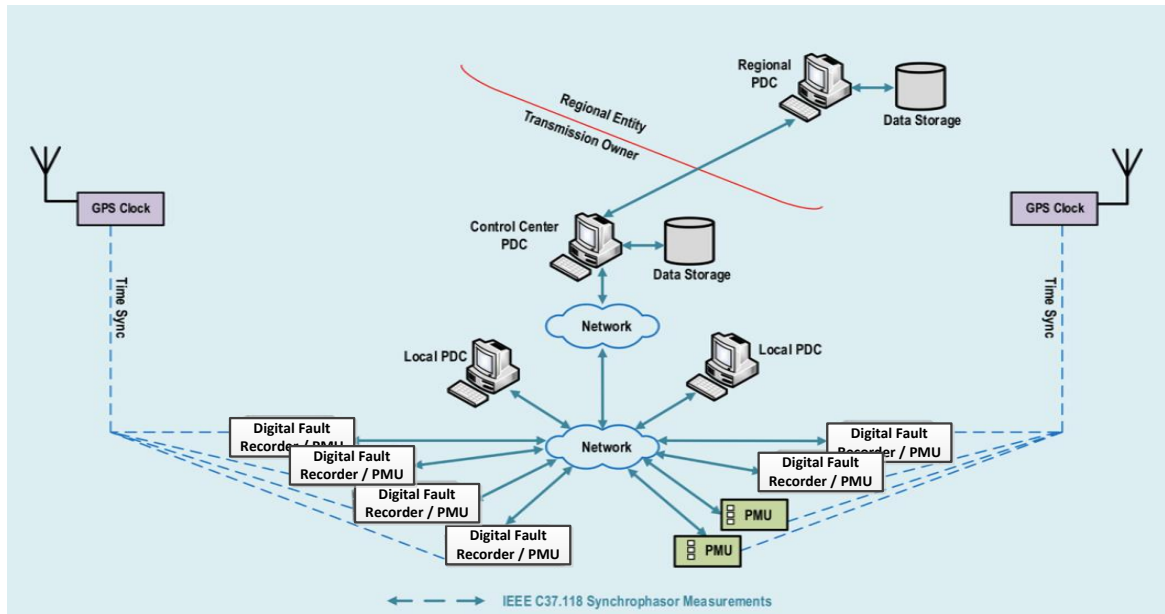 Regional
PDC
Data Storage
Regional Entity
Transmission Owner
GPS Clock
GPS Clock
Control Center
PDC
Data Storage
Time Sync
Time Sync
Network
Local PDC
Local PDC
Digital Fault
Recorder / PMU
Digital Fault
Recorder / PMU
Digital Fault
Recorder / PMU
Digital Fault
Recorder / PMU
Network
Digital Fault
Recorder / PMU
Digital Fault
Recorder / PMU
PMU
PMU
IEEE C37.118 Synchrophasor Measurements